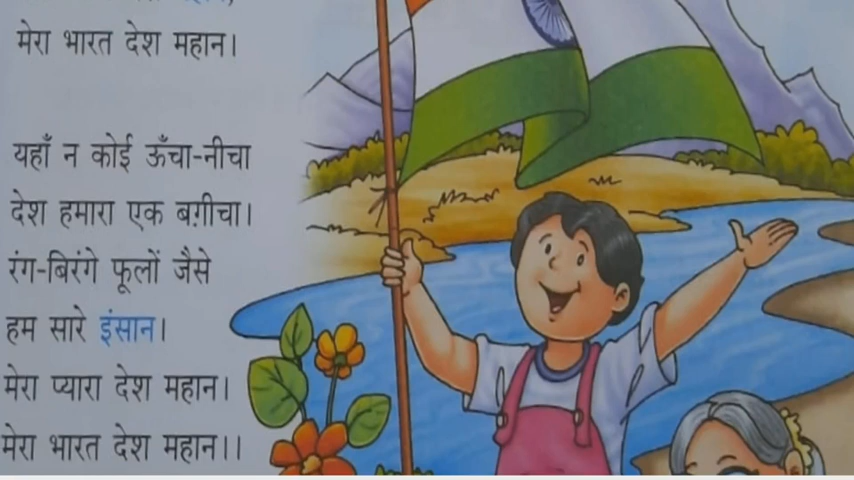 मेरा भारत देश महान।
यहाँ न कोई ऊँचा-नीचा
देश हमारा एक बग़ीचा।
रंग-बिरंगे फूलों जैसे
हम सारे इंसान।
मेरा प्यारा देश महान।
मेरा भारत देश महान।।